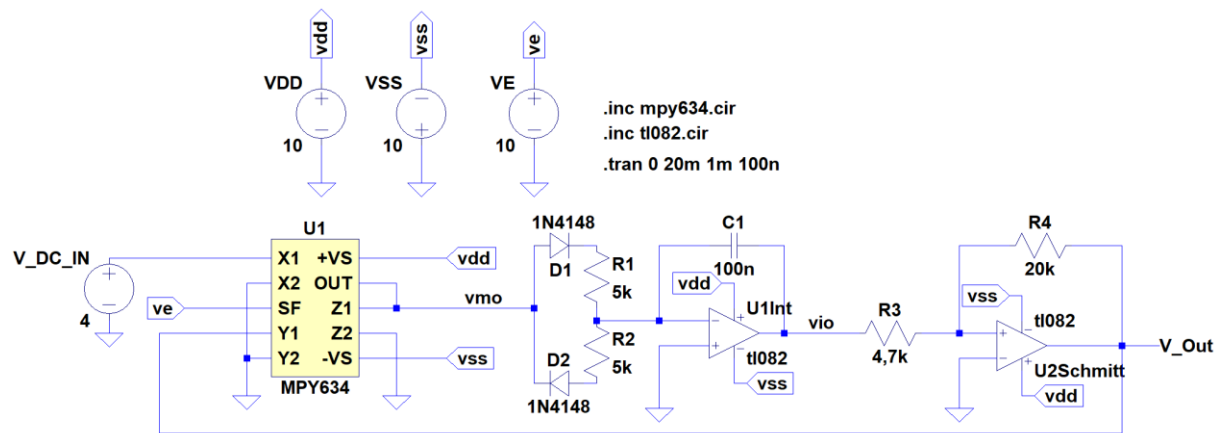 vdd
vss
ve
VDD
VSS
VE
10
10
10
.inc mpy634.cir
.inc tl082.cir
.tran 0 20m 1m 100n
V_DC_IN
4
ve
U1
X1
X2
SF
Y1
Y2
+VS
OUT
Z1
Z2
-VS
MPY634
vdd
vss
vmo
1N4148
D1
R1
5k
R2
5k
D2
1N4148
C1
100n
vdd
U1Int
tl082
vss
vio
R3
4,7k
R4
20k
vss
tl082
U2Schmitt
vdd
V_Out